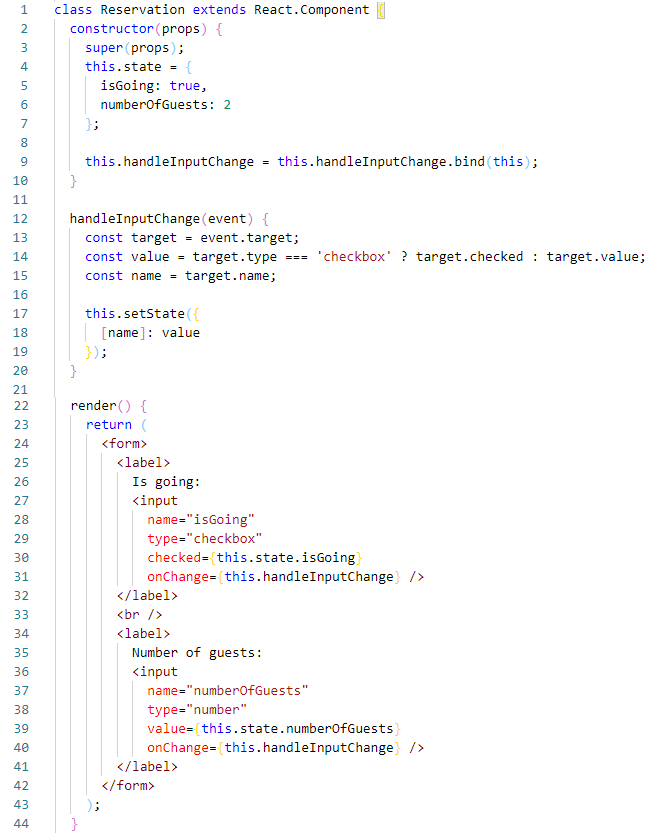 1 class Reservation extends React.Component {
2 constructor(props) {
3 super(props);
4 this.state = {
5 isGoing: true,
6 numberOfGuests: 2
7 };
8
9 this.handleInputChange = this.handleInputChange.bind(this);
10 }
11
12 handleInputChange(event) {
13 const target = event.target;
14 const value = target.type === 'checkbox' ? target.checked : target.value;
15 const name = target.name;
16
17 this.setState({
18 [name]: value
19 });
20 }
21
22 render() {
23 return (
24 <form>
25 <label>
26 Is going:
27 <input
28 name="isGoing"
29 type="checkbox"
30 checked={this.state.isGoing}
31 onChange={this.handleInputChange} />
32 </label>
33 <br />
34 <label>
35 Number of guests:
36 <input
37 name="numberOfGuests"
38 type="number"
39 value={this.state.numberOfGuests}
40 onChange={this.handleInputChange} />
41 </label>
42 </form>
43 );
44 }